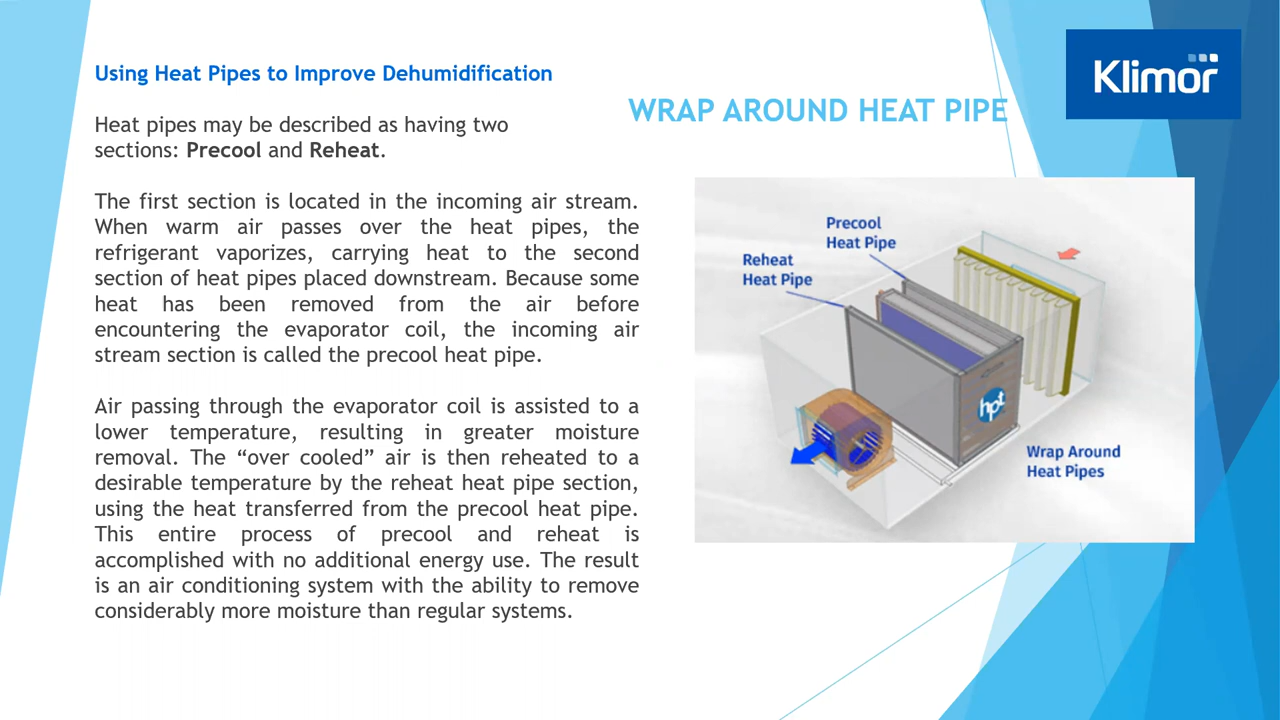 Using Heat Pipes to Improve Dehumidification
Heat pipes may be described as having two
sections: Precool and Reheat.
The first section is located in the incoming air stream.
When warm air passes over the heat pipes, the
refrigerant vaporizes, carrying heat to the second
section of heat pipes placed downstream. Because some
heat has been removed from the air before
encountering the evaporator coil, the incoming air
stream section is called the precool heat pipe.
Air passing through the evaporator coil is assisted to a
lower temperature, resulting in greater moisture
removal. The “over cooled” air is then reheated to a
desirable temperature by the reheat heat pipe section,
using the heat transferred from the precool heat pipe.
This entire process of precool and reheat is
accomplished with no additional energy use. The result
is an air conditioning system with the ability to remove
considerably more moisture than regular systems.
WRAP AROUND HEAT PIPE
Klimor
Precool
Heat Pipe
Reheat
Heat Pipe
hpt
Wrap Around
Heat Pipes